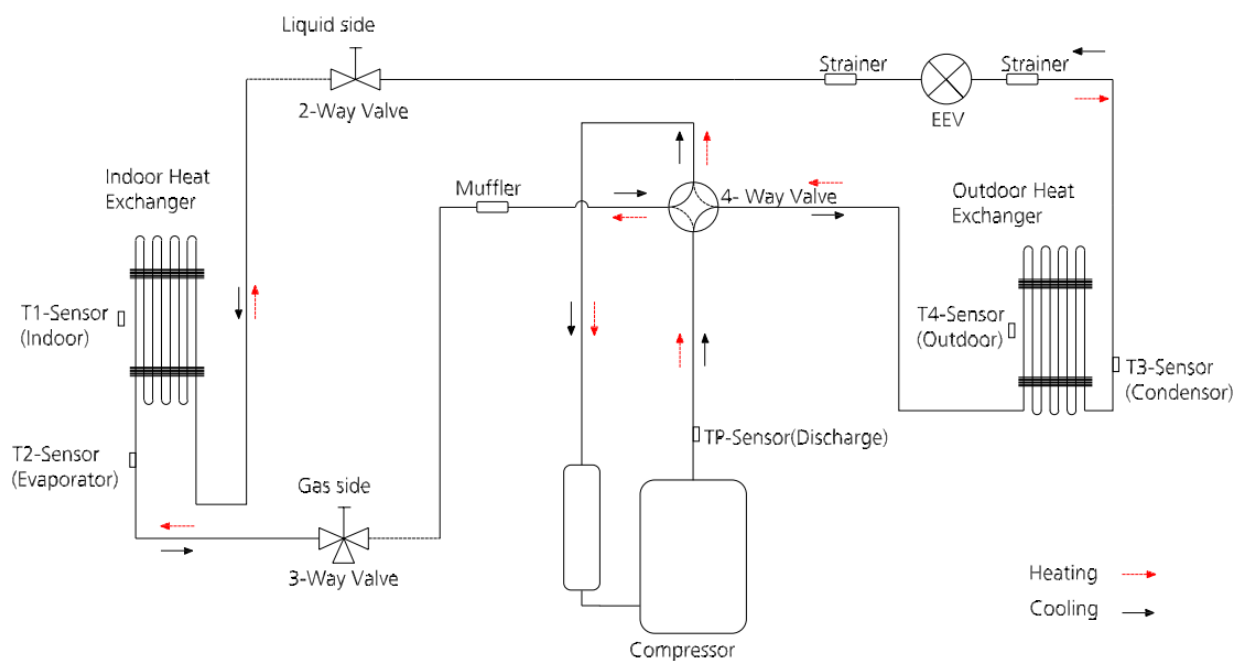 Liquid side
2-Way Valve
Strainer
EEV
Strainer
Indoor Heat
Exchanger
Muffler
4- Way Valve
Outdoor Heat
Exchanger
T1-Sensor
(Indoor)
T4-Sensor
(Outdoor)
T3-Sensor
(Condensor)
T2-Sensor
(Evaporator)
TP-Sensor(Discharge)
Gas side
3-Way Valve
Compressor
Heating
Cooling